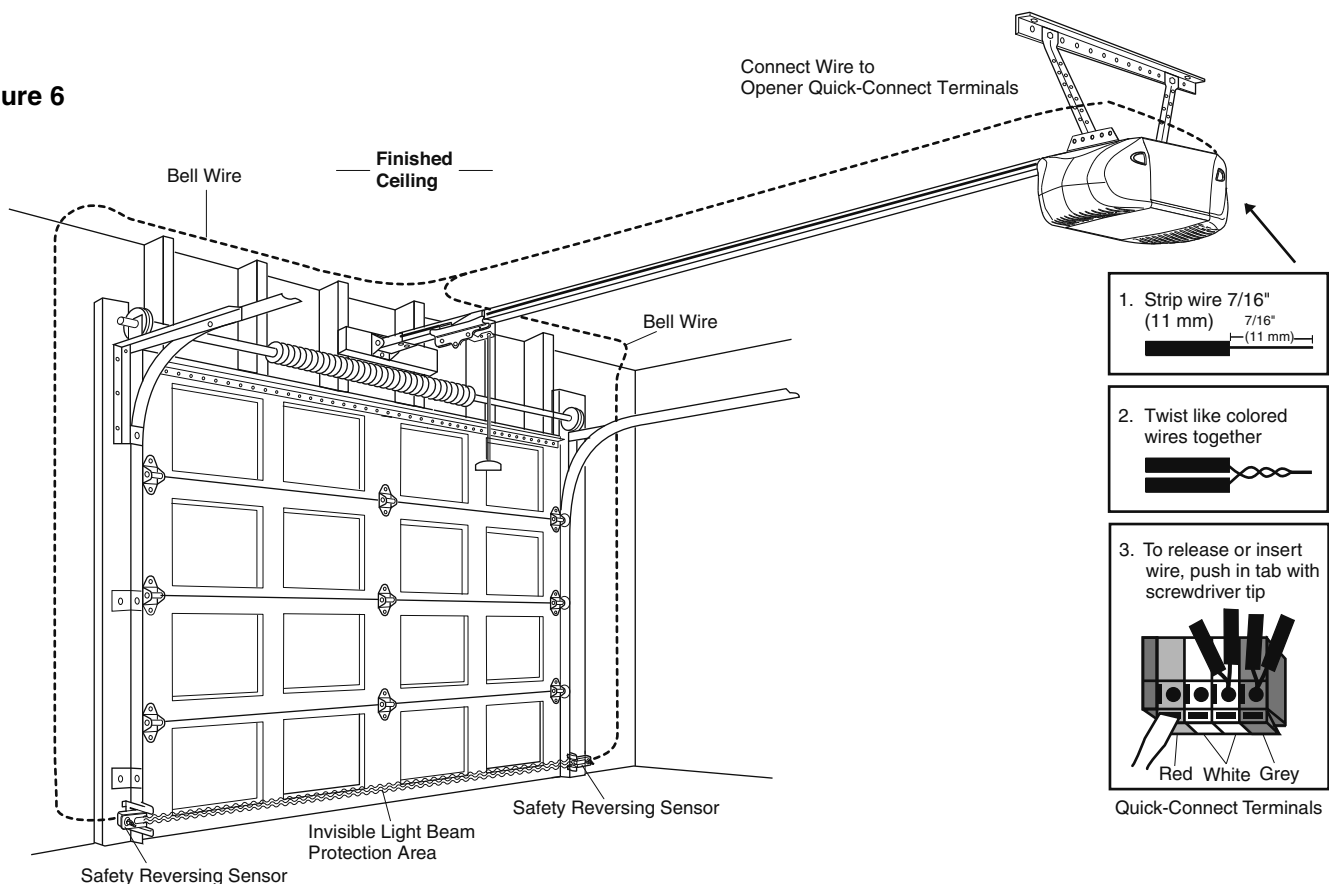 ure 6
Connect Wire to
Opener Quick-Connect Terminals
Finished
Ceiling
Bell Wire
Bell Wire
1. Strip wire 7/16"
(11 mm)
7/16"
(11 mm)
2. Twist like colored
wires together
3. To release or insert
wire, push in tab with
screwdriver tip
Red White Grey
Quick-Connect Terminals
Safety Reversing Sensor
Invisible Light Beam
Protection Area
Safety Reversing Sensor